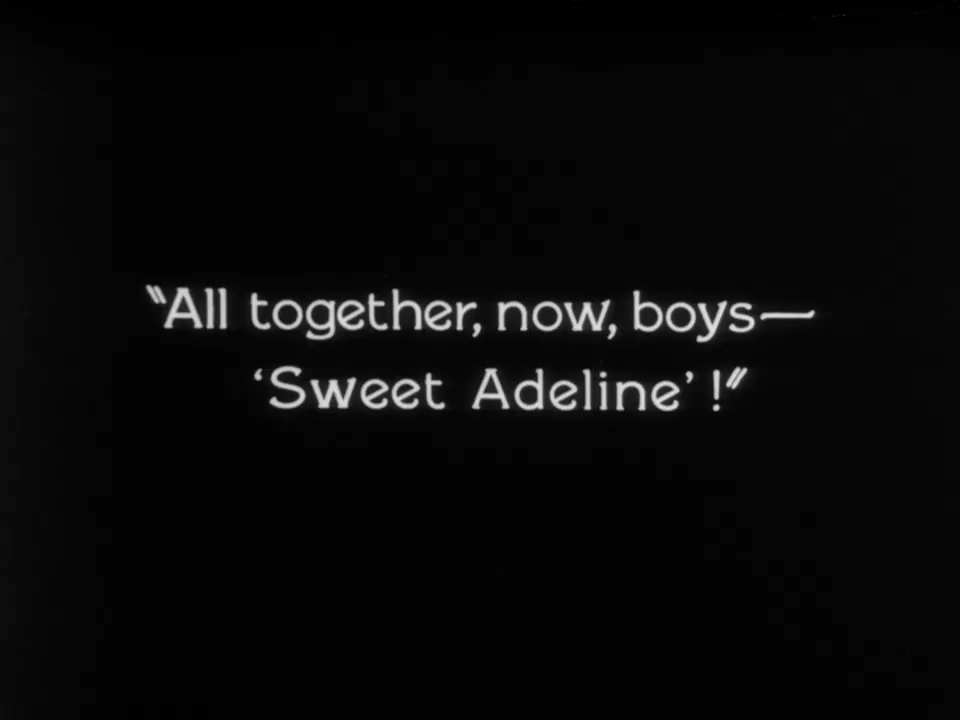 "All together, now, boys—
'Sweet Adeline' !"